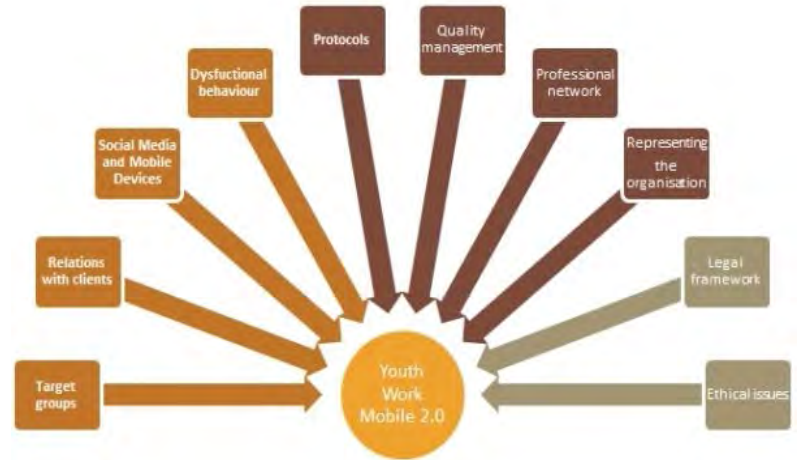 Protocols
Quality
management
Dysfuctional
behaviour
Professional
network
Social Media
and Mobile
Devices
Representing
the
organisation
Relations
with clients
Legal
framework
Target
groups
Youth
Work
Mobile 2.0
Ethical issues